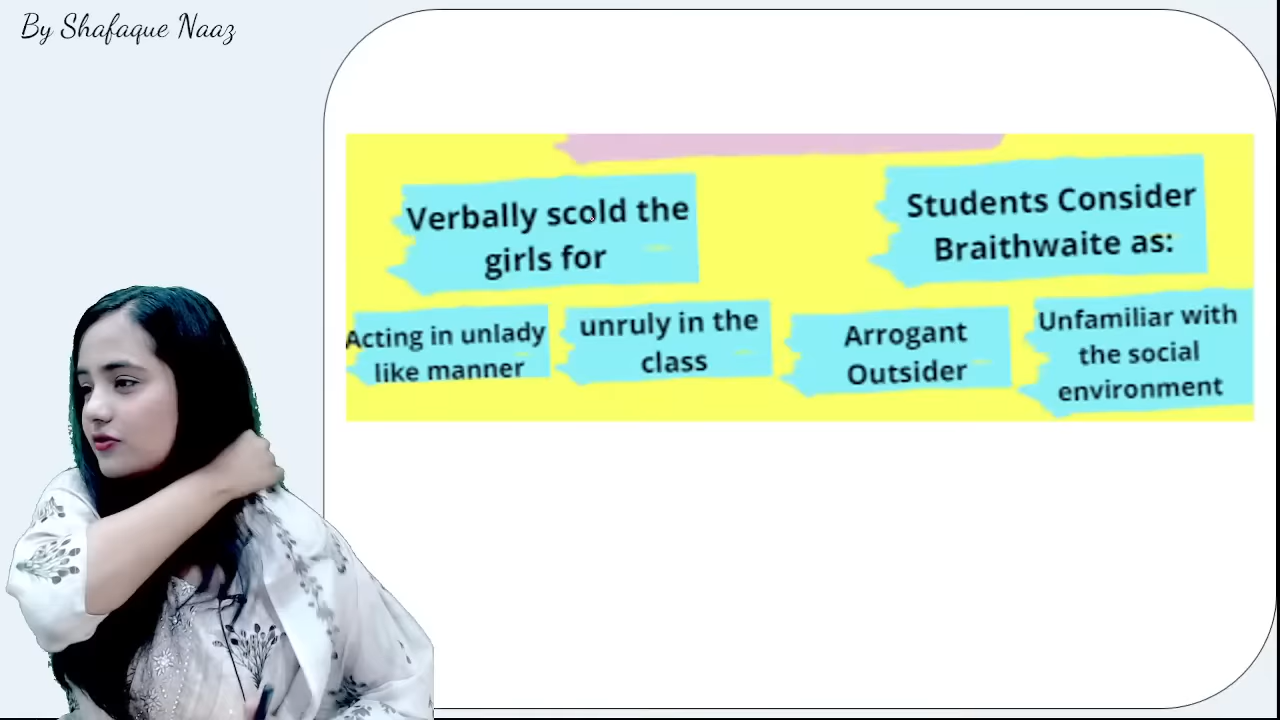 By Shafaque Naaz
Verbally scold the
girls for
Students Consider
Braithwaite as:
Acting in unlady
like manner
unruly in the
class
Arrogant
Outsider
Unfamiliar with
the social
environment